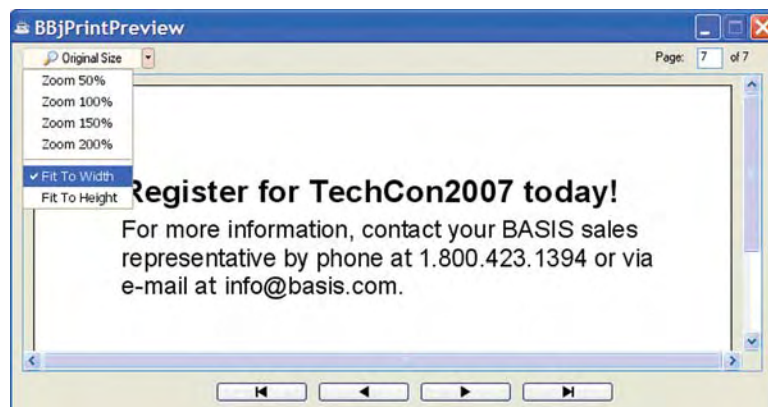 BBjPrintPreview
Original Size
Page: 7 of 7
Zoom 50%
Zoom 100%
Zoom 150%
Zoom 200%
Fit To Width
Fit To Height
Register for TechCon2007 today!
For more information, contact your BASIS sales
representative by phone at 1.800.423.1394 or via
e-mail at info@basis.com.